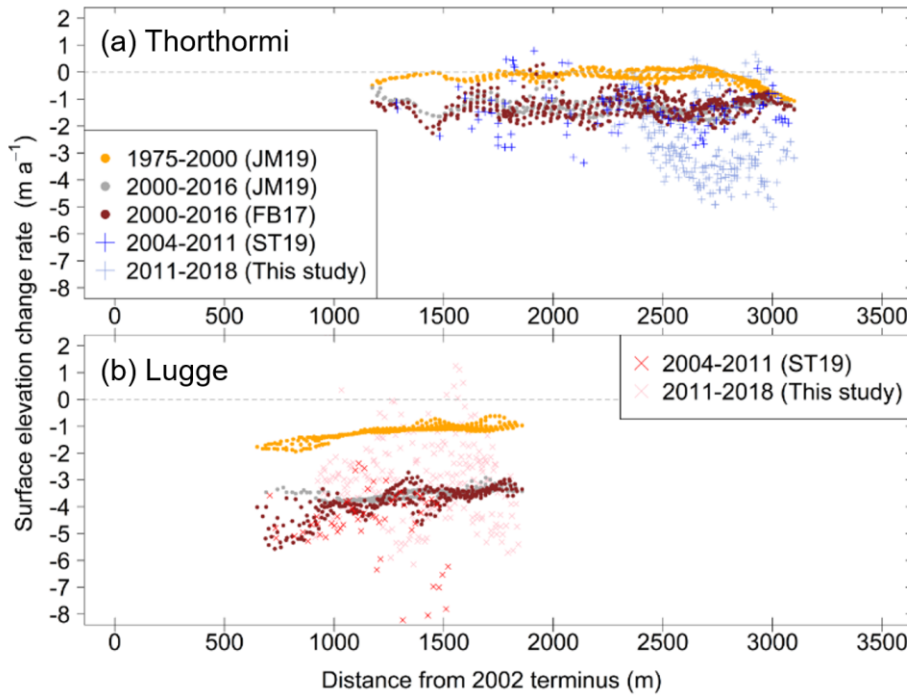 Surface elevation change rate (m a⁻¹)
(a) Thorthormi
2
1
0
-1
-2
-3
-4
-5
-6
-7
-8
1975-2000 (JM19)
2000-2016 (JM19)
2000-2016 (FB17)
2004-2011 (ST19)
2011-2018 (This study)
0 500 1000 1500 2000 2500 3000 3500
(b) Lugge
2
1
0
-1
-2
-3
-4
-5
-6
-7
-8
2004-2011 (ST19)
2011-2018 (This study)
0 500 1000 1500 2000 2500 3000 3500
Distance from 2002 terminus (m)